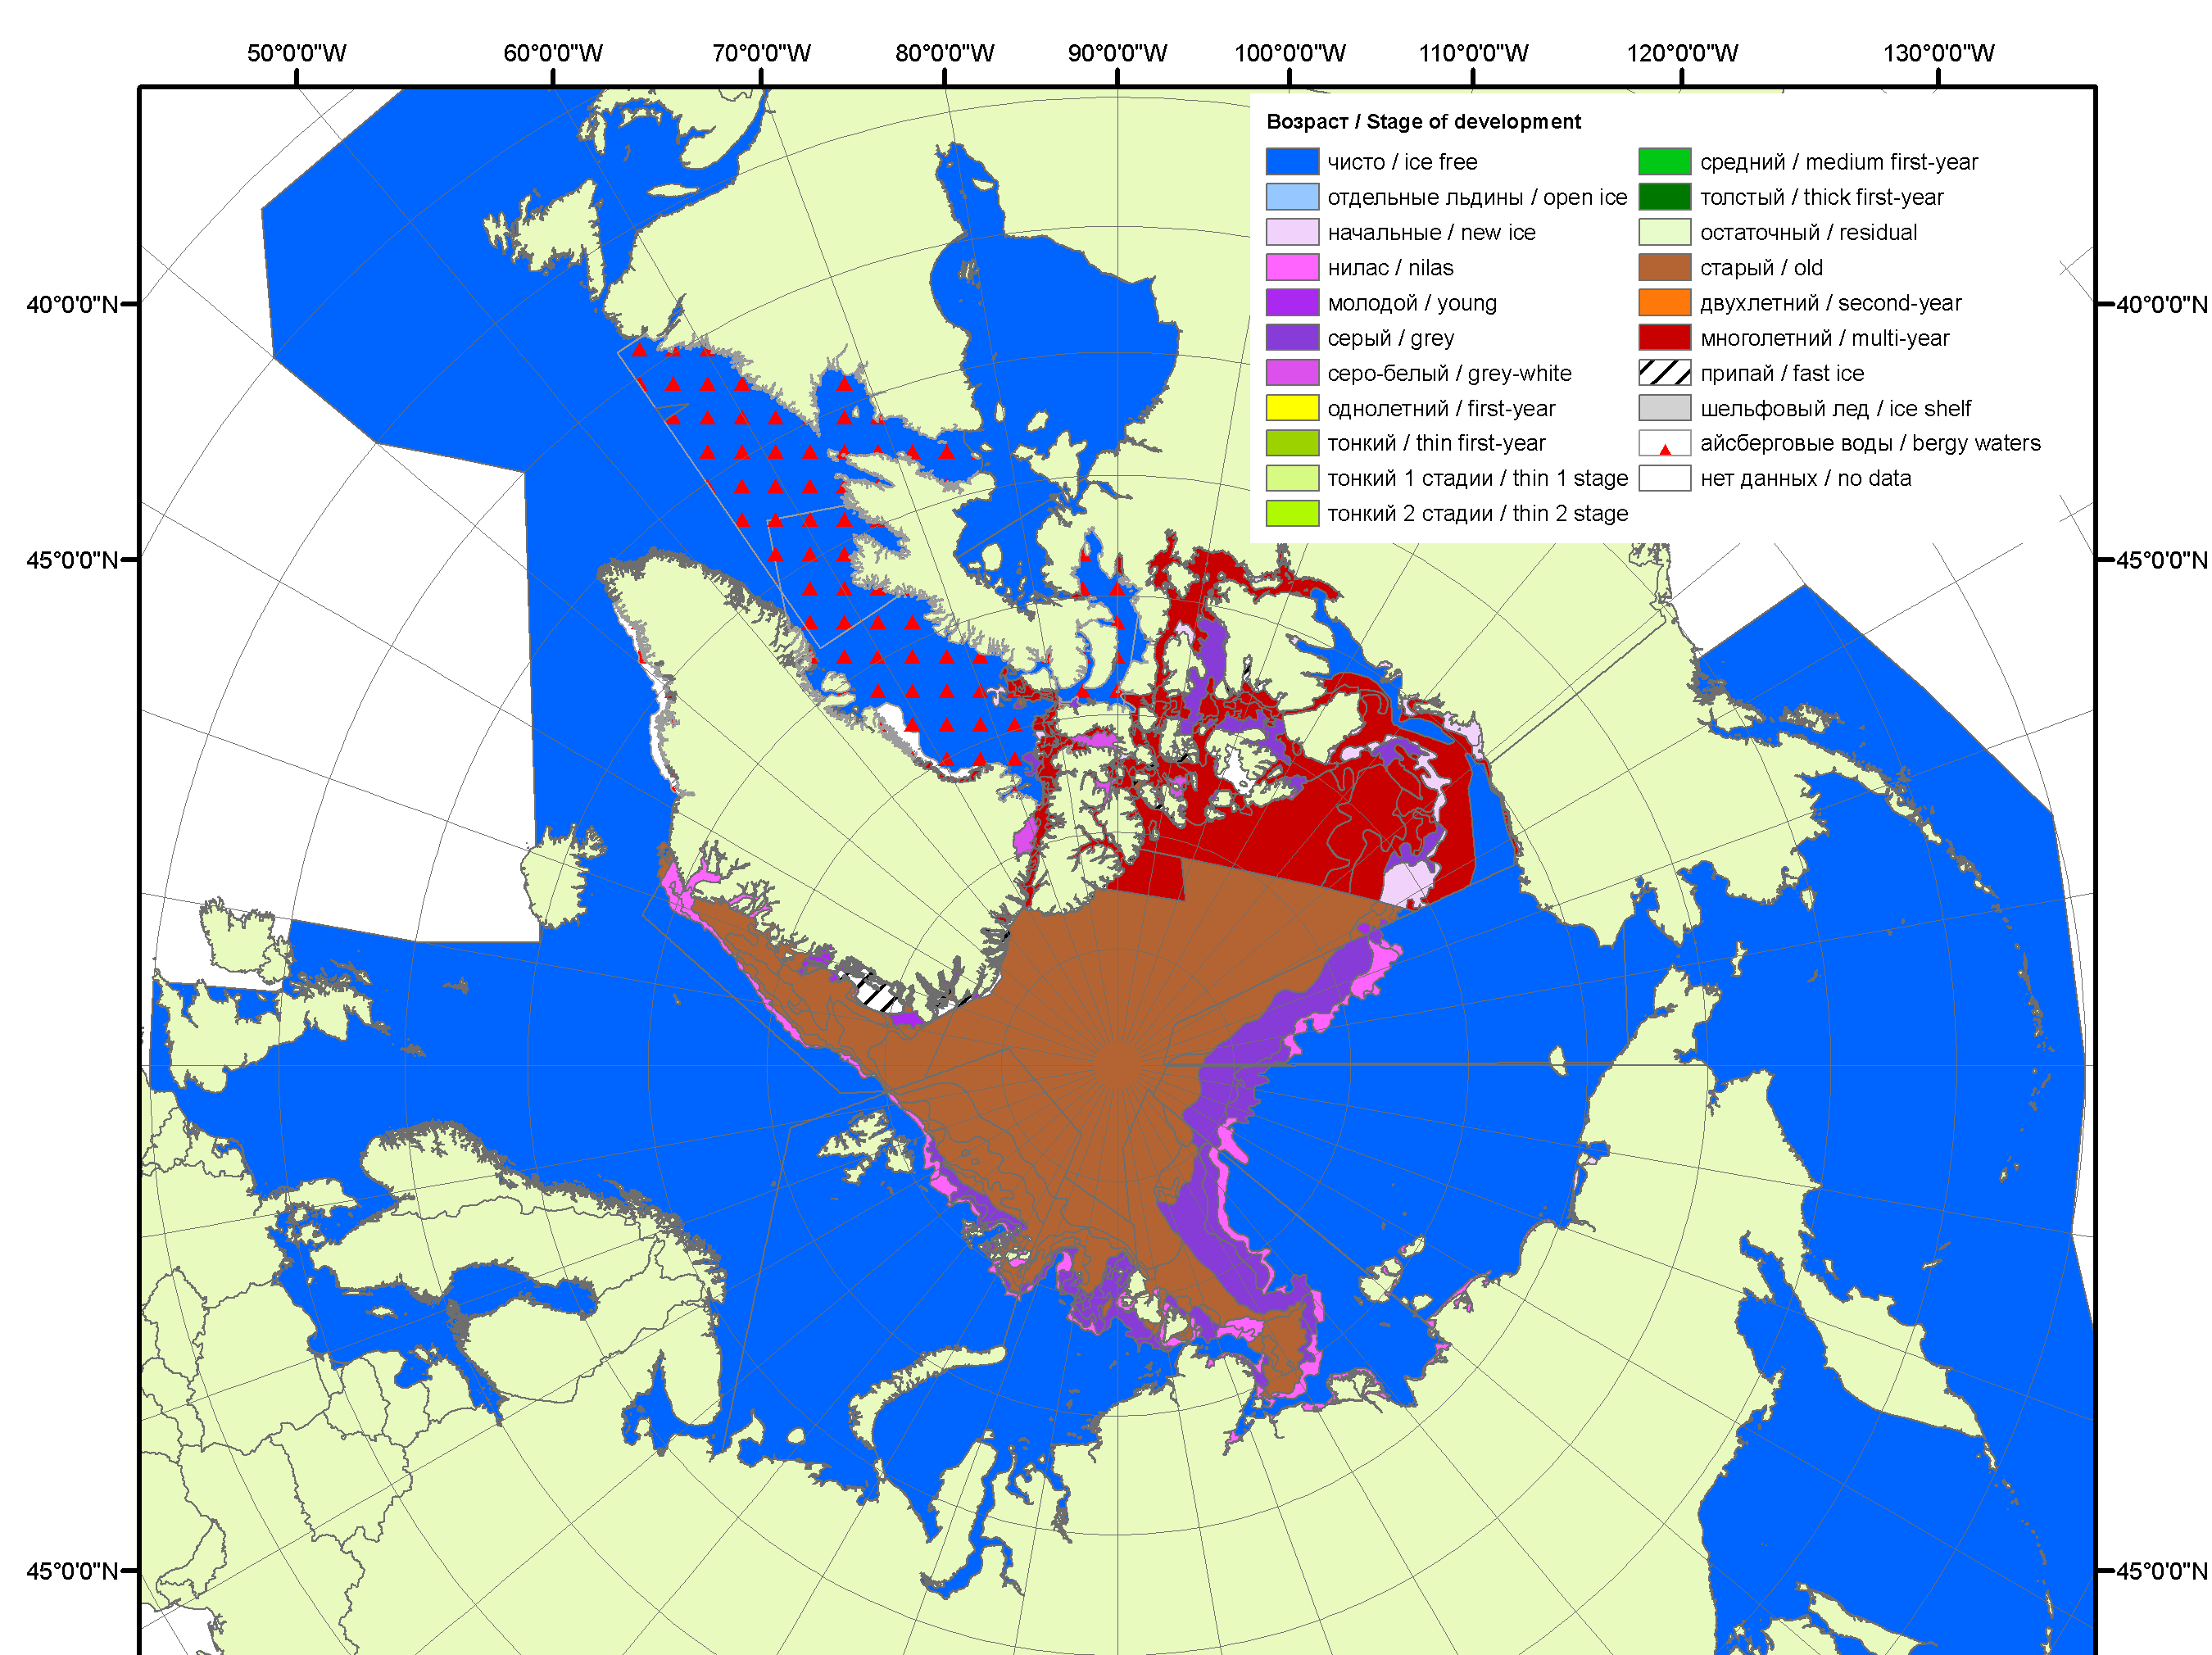 50°0'0"W 60°0'0"W 70°0'0"W 80°0'0"W 90°0'0"W 100°0'0"W 110°0'0"W 120°0'0"W 130°0'0"W
Возраст / Stage of development
чисто / ice free
отдельные льдины / open ice
начальные / new ice
нилас / nilas
молодой / young
серый / grey
серо-белый / grey-white
однолетний / first-year
тонкий / thin first-year
тонкий 1 стадии / thin 1 stage
тонкий 2 стадии / thin 2 stage
средний / medium first-year
толстый / thick first-year
остаточный / residual
старый / old
двухлетний / second-year
многолетний / multi-year
припай / fast ice
шельфовый лед / ice shelf
айсберговые воды / bergy waters
нет данных / no data
40°0'0"N 40°0'0"N
45°0'0"N 45°0'0"N
45°0'0"N 45°0'0"N